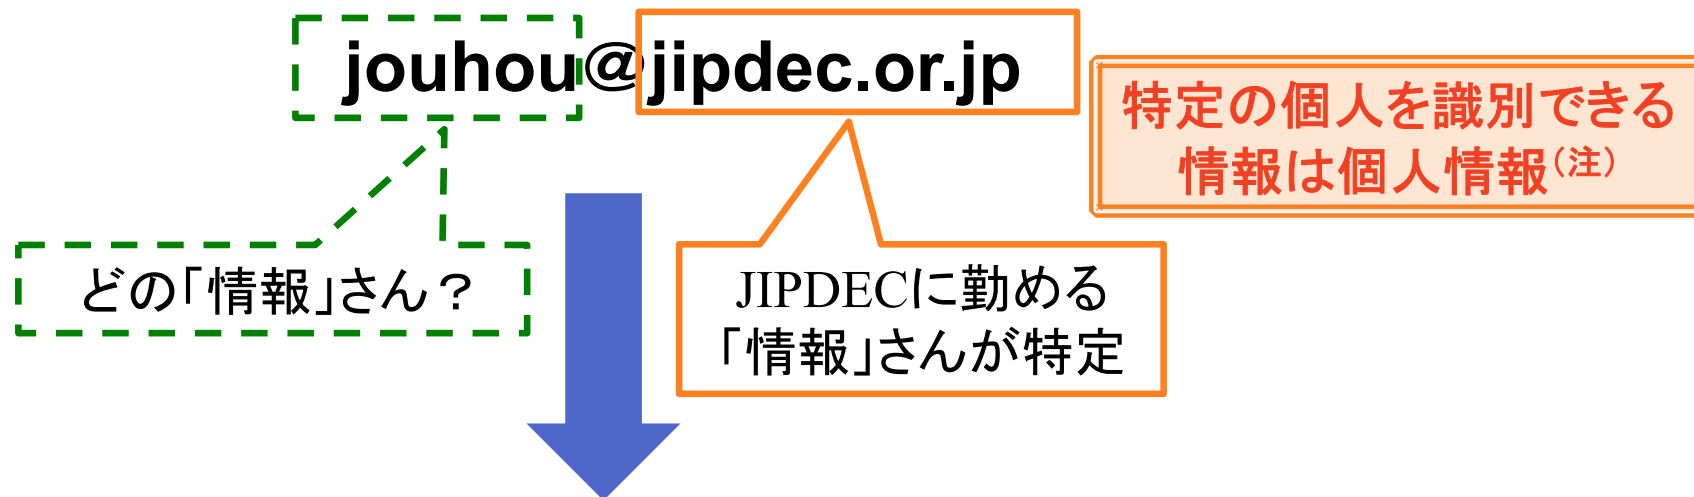 jouhou@jipdec.or.jp
特定の個人を識別できる
情報は個人情報(注)
どの「情報」さん？
JIPDECに勤める
「情報」さんが特定